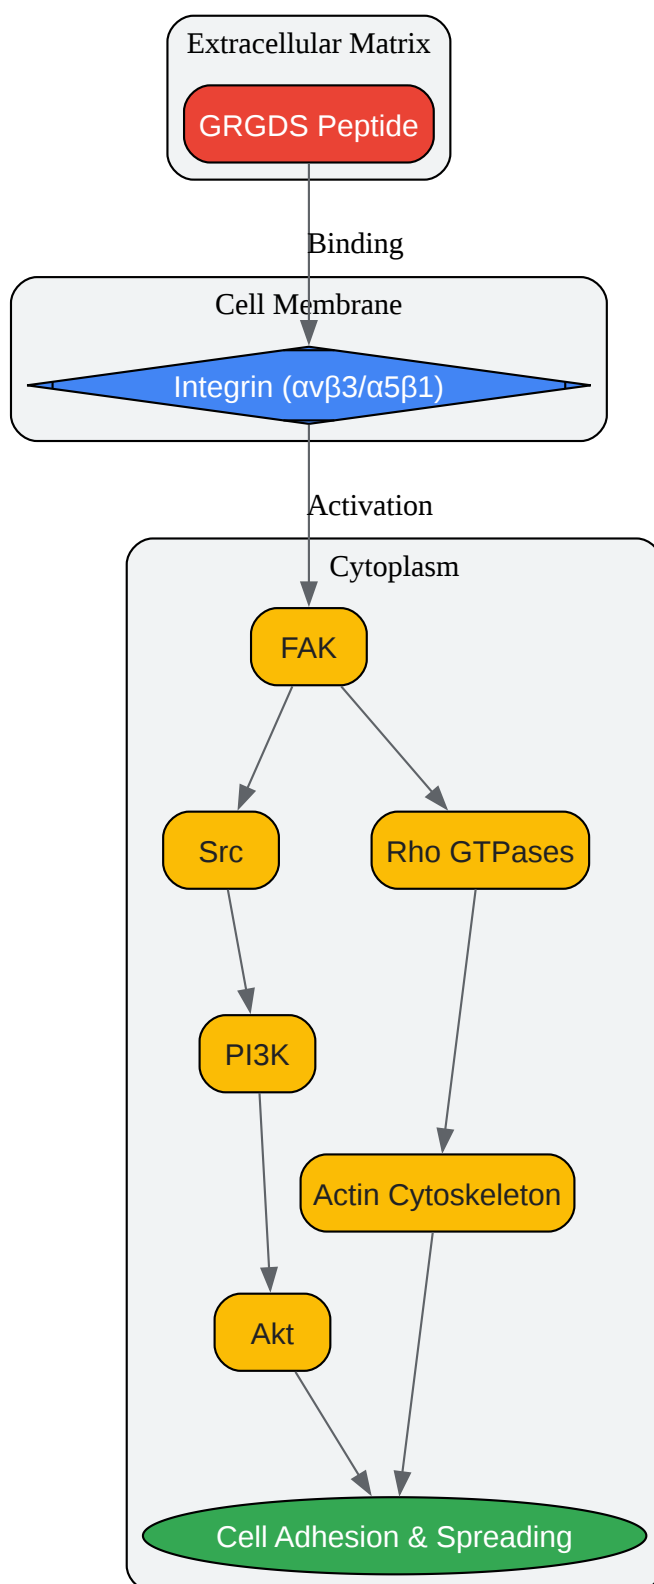 Extracellular Matrix
GRGDS Peptide
Binding
Cell Membrane
Integrin (αvβ3/α5β1)
Activation
Cytoplasm
FAK
Src
Rho GTPases
PI3K
Actin Cytoskeleton
Akt
Cell Adhesion & Spreading